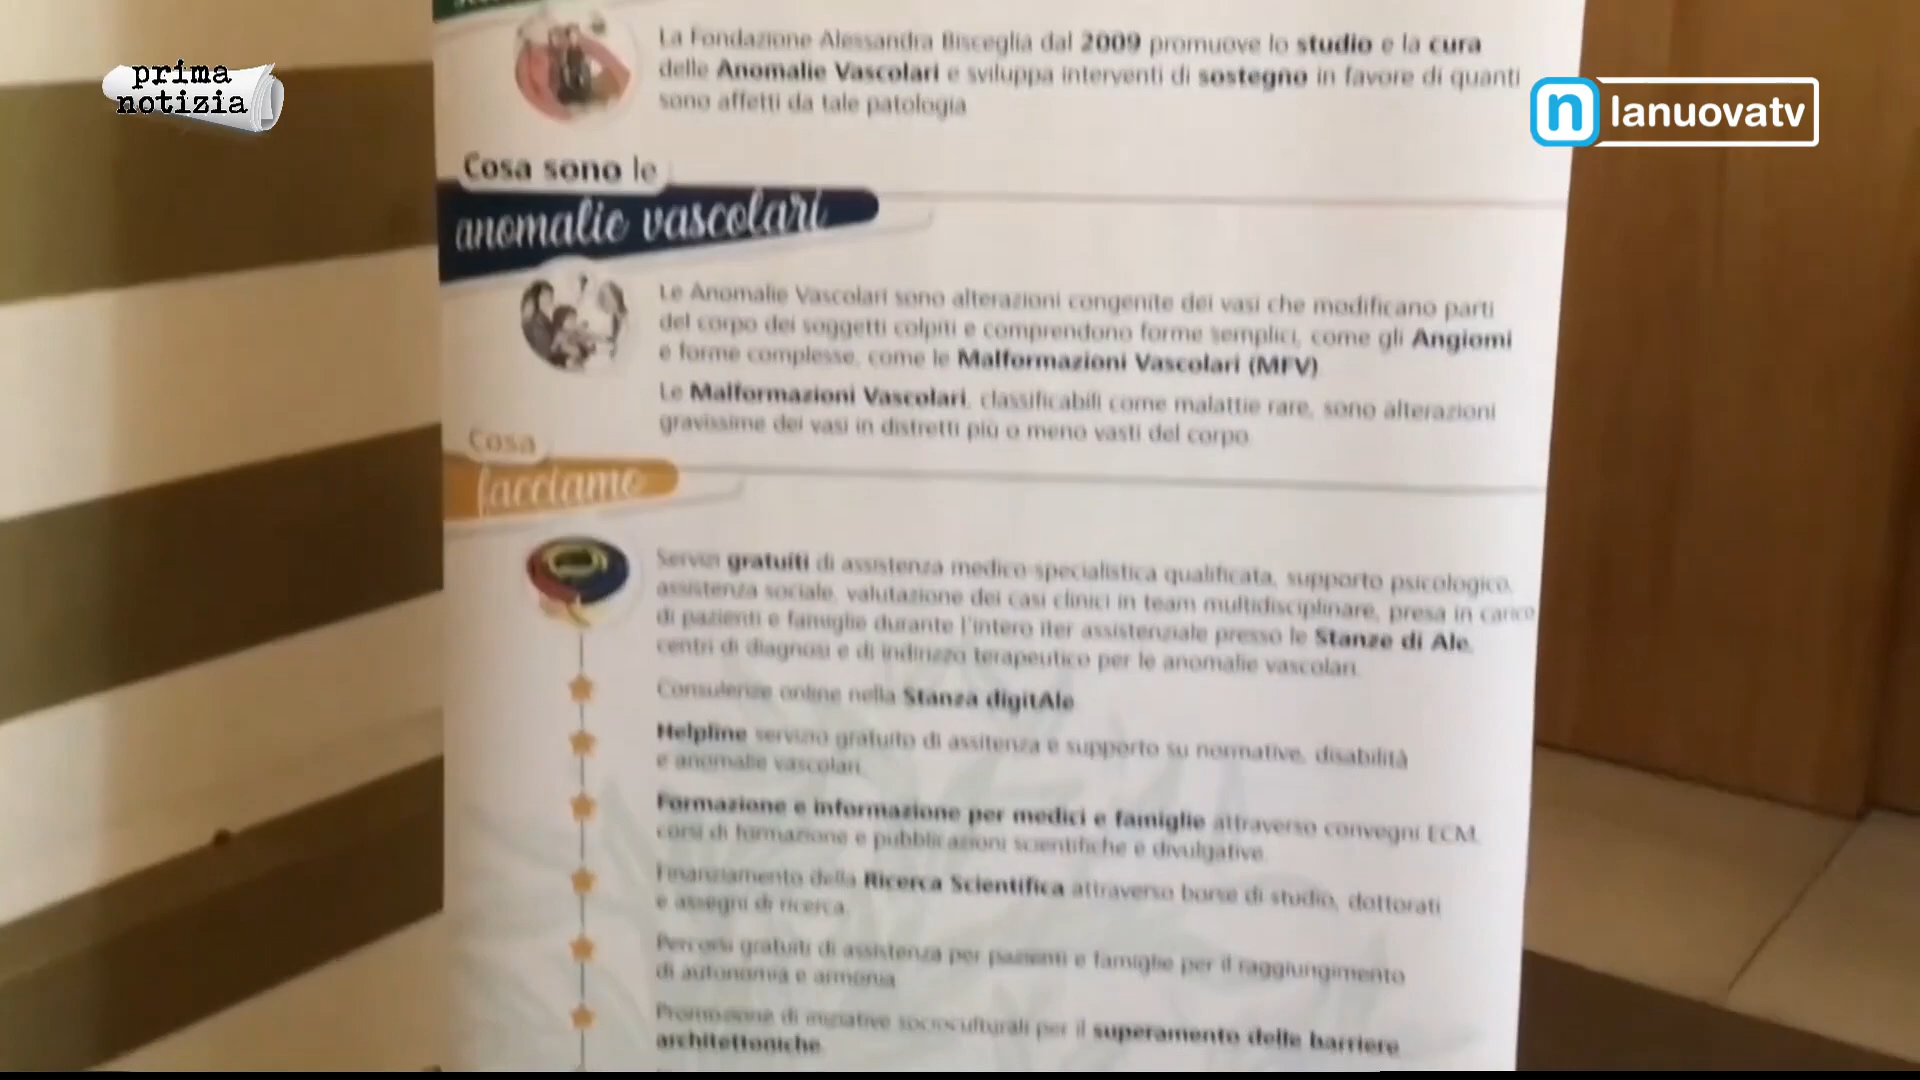 prima
notizia
lanuovatv
La Fondazione Alessandra Bisceglia dal 2009 promuove lo studio e la cura
delle Anomalie Vascolari e sviluppa interventi di sostegno in favore di quanti
sono affetti da tale patologia
Cosa sono le
anomalie vascolari
Le Anomalie Vascolari sono alterazioni congenite dei vasi che modificano parti
del corpo dei soggetti colpiti e comprendono forme semplici, come gli Angiomi
e forme complesse, come le Malformazioni Vascolari (MFV)
Le Malformazioni Vascolari, classificabili come malattie rare, sono alterazioni
gravissime dei vasi in distretti più o meno vasti del corpo
Cosa
facciamo
Servizi gratuiti di assistenza medico-specialistica qualificata, supporto psicologico,
assistenza sociale, valutazione dei casi clinici in team multidisciplinare, presa in carico
di pazienti e famiglie durante l'intero iter assistenziale presso le Stanze di Ale,
centri di diagnosi e di indirizzo terapeutico per le anomalie vascolari.
Consulenze online nella Stanza digitAle
Helpline servizio gratuito di assitenza e supporto su normative, disabilità
e anomalie vascolari.
Formazione e informazione per medici e famiglie attraverso convegni ECM,
corsi di formazione e pubblicazioni scientifiche e divulgative
Finanziamento della Ricerca Scientifica attraverso borse di studio, dottorati
e assegni di ricerca.
Percorsi gratuiti di assistenza per pazienti e famiglie per il raggiungimento
di autonomia e armonia
Promozione di iniziative socioculturali per il superamento delle barriere
architettoniche